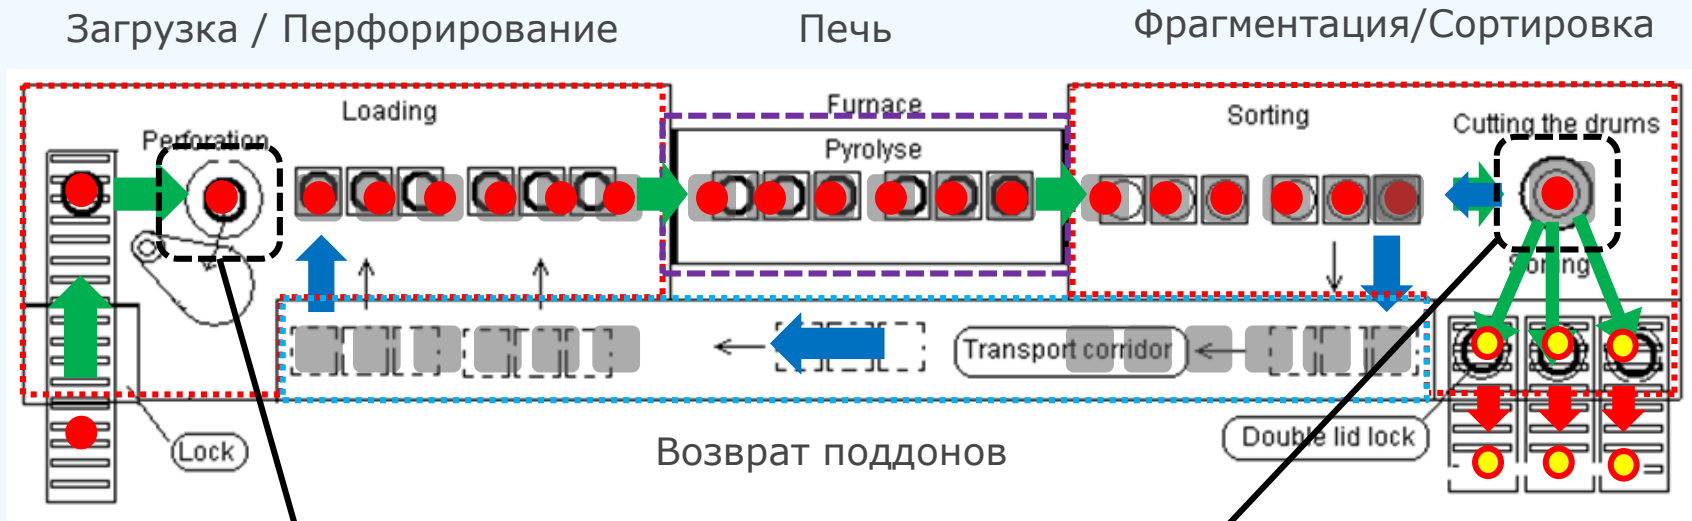 Загрузка / Перфорирование
Печь
Фрагментация/Сортировка
Loading
Furnace
Sorting
Perforation
Pyrolyse
Cutting the drums
Sorting
Transport corridor
Lock
Возврат поддонов
Double lid lock